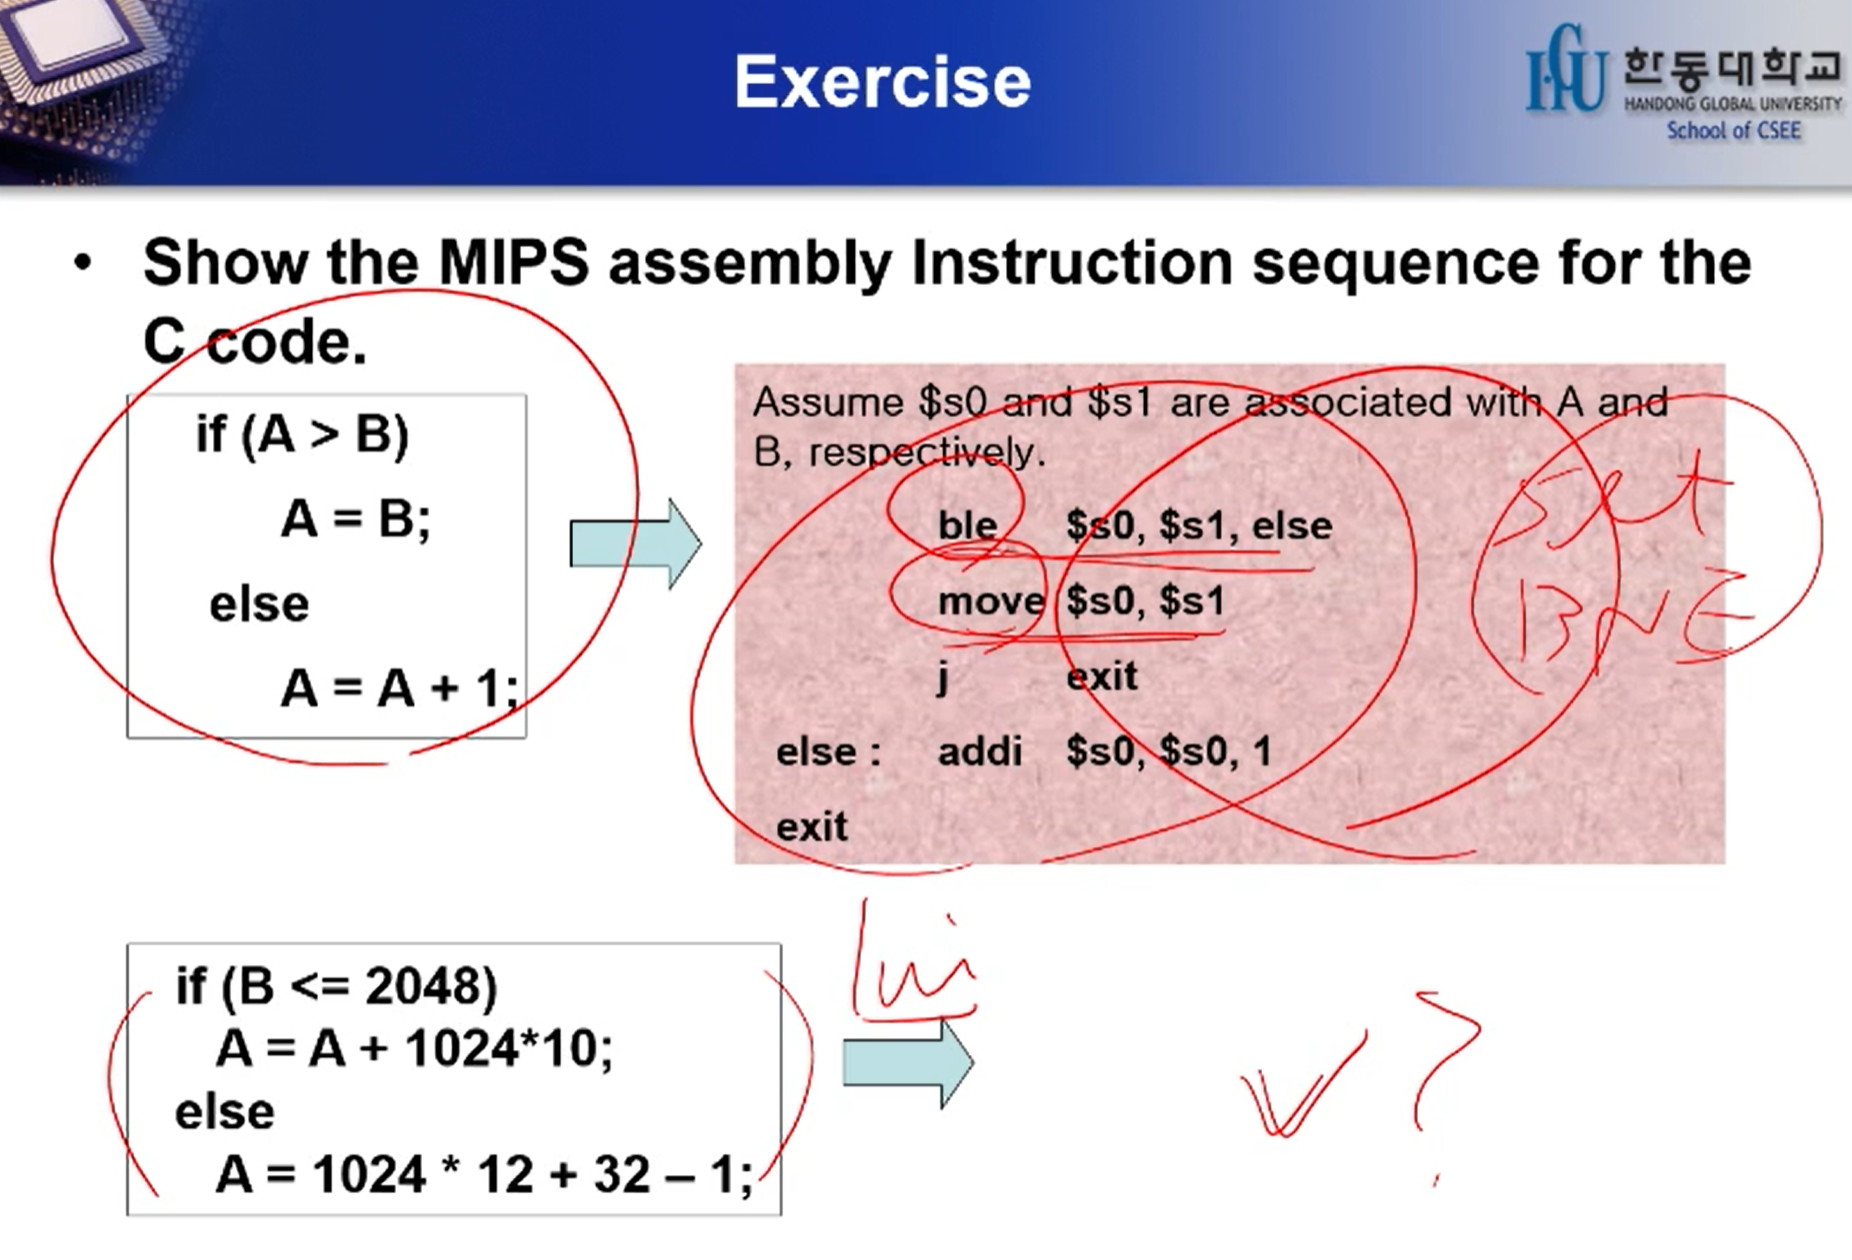 Exercise
한동대학교
HANDONG GLOBAL UNIVERSITY
School of CSEE
• Show the MIPS assembly Instruction sequence for the
C code.
if (A > B)
A = B;
else
A = A + 1;
Assume $s0 and $s1 are associated with A and
B, respectively.
ble $s0, $s1, else
move $s0, $s1
j exit
else : addi $s0, $s0, 1
exit
slt
BNE
if (B <= 2048)
A = A + 1024*10;
else
A = 1024 * 12 + 32 – 1;
lui
?